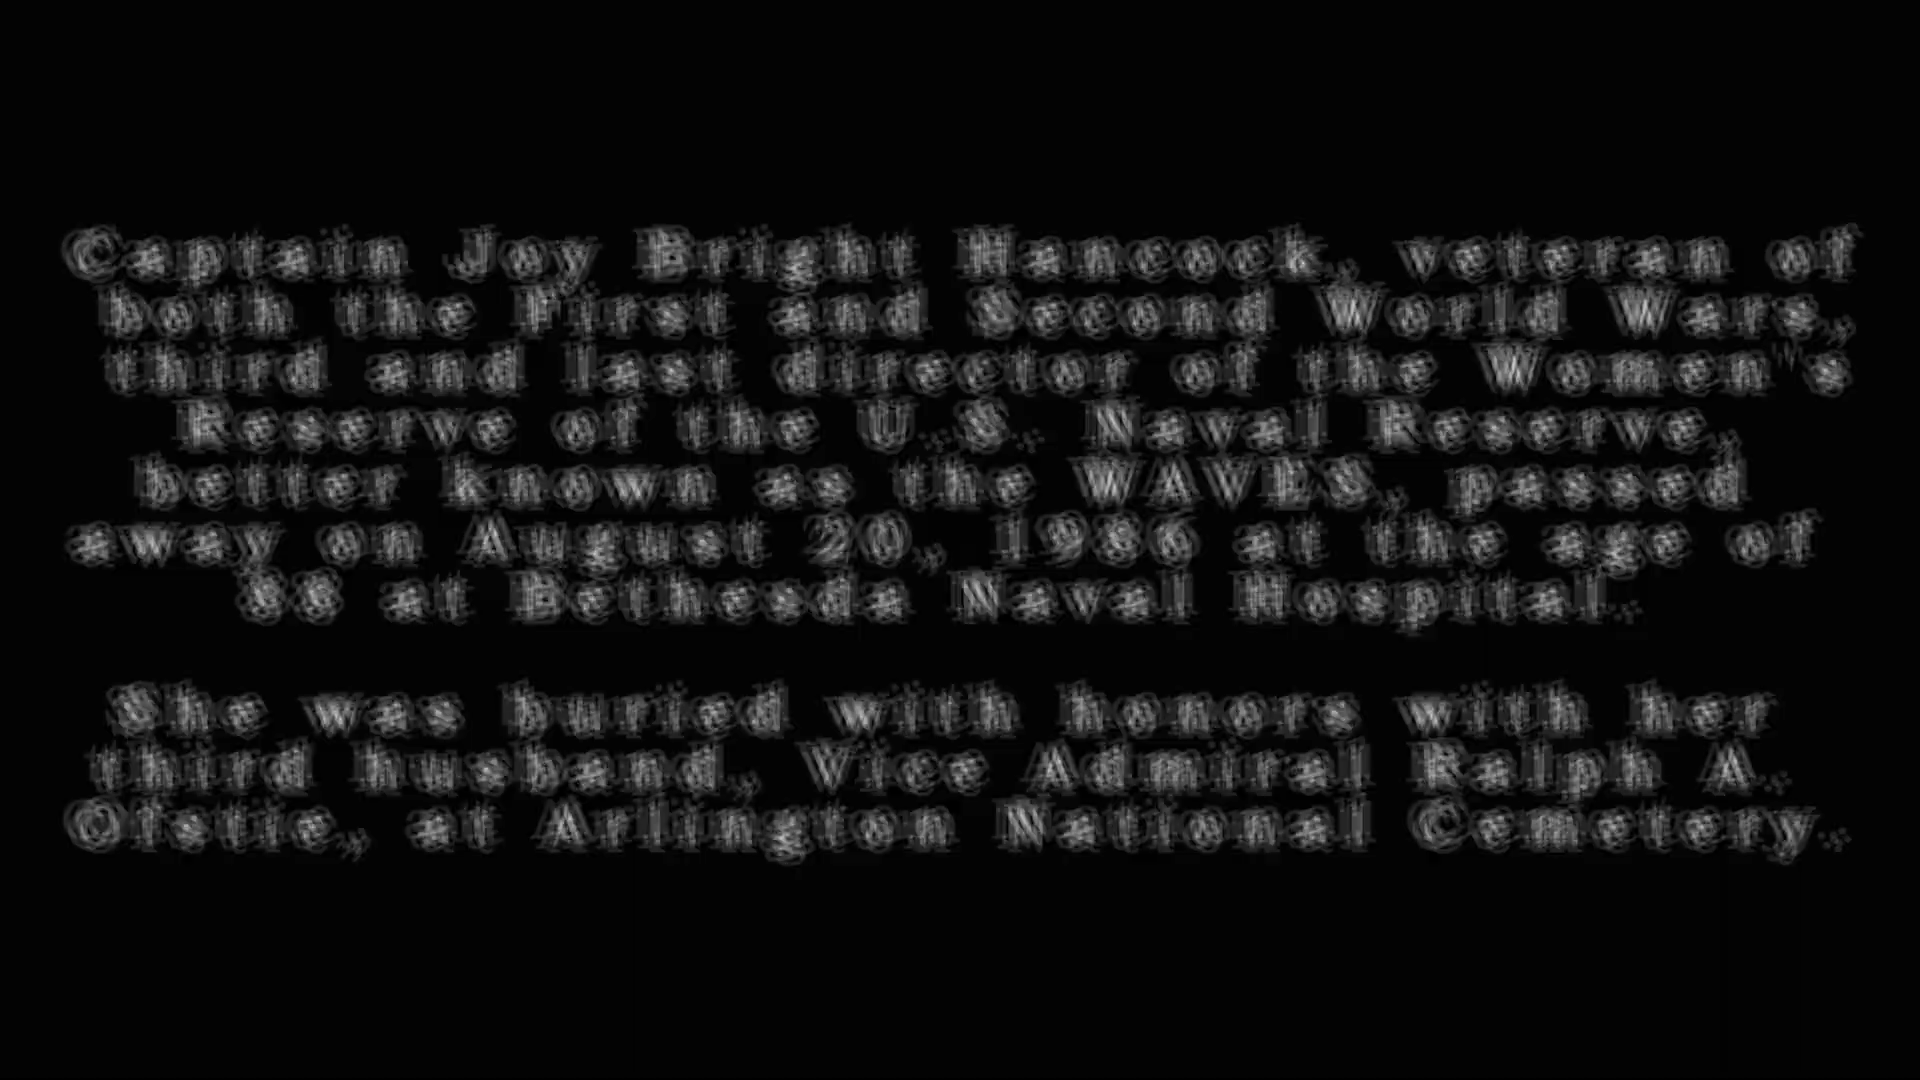 Captain Joy Bright Hancock, veteran of
both the First and Second World Wars,
third and last director of the Women's
Reserve of the U.S. Naval Reserve,
better known as the WAVES, passed
away on August 20, 1986 at the age of
88 at Bethesda Naval Hospital.
She was buried with honors with her
third husband, Vice Admiral Ralph A.
Ofstie, at Arlington National Cemetery.